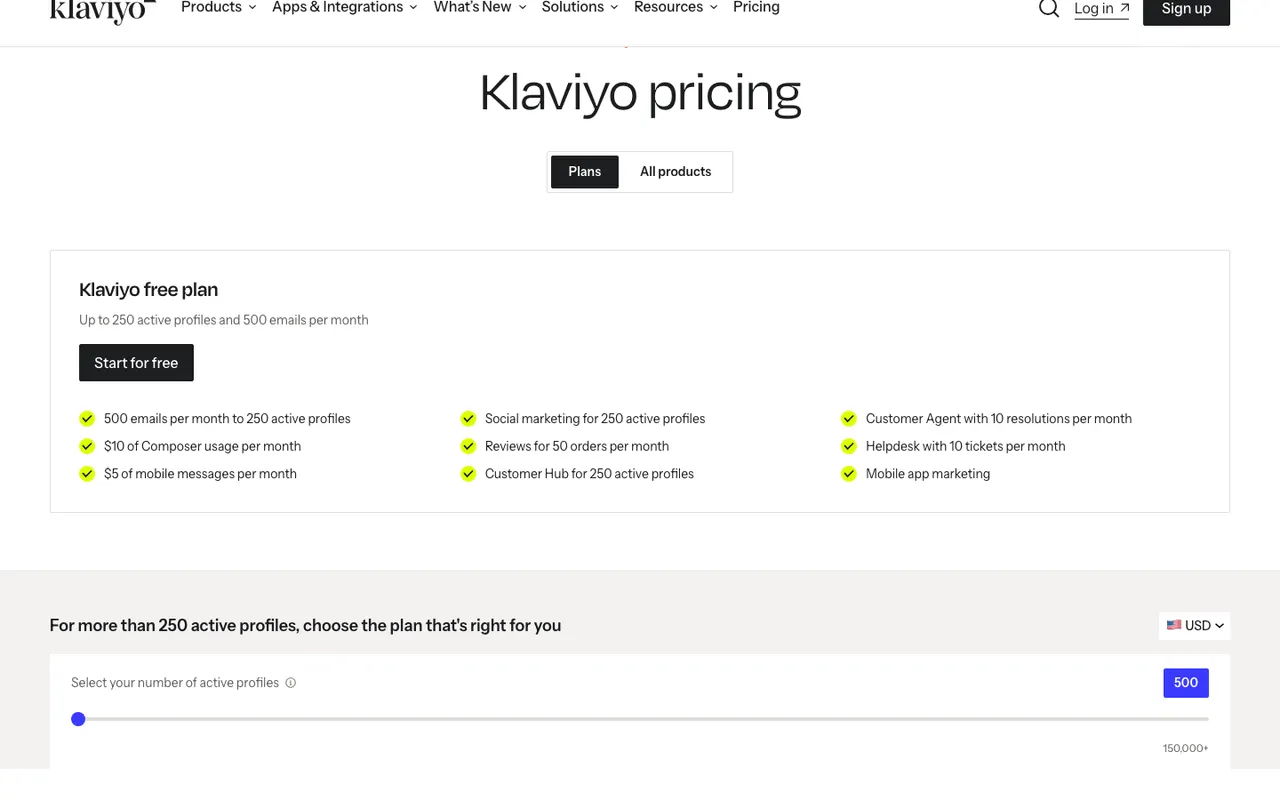 klaviyo
Products Apps & Integrations What's New Solutions Resources Pricing Log in Sign up
Klaviyo pricing
Plans All products
Klaviyo free plan
Up to 250 active profiles and 500 emails per month
Start for free
500 emails per month to 250 active profiles
$10 of Composer usage per month
$5 of mobile messages per month
Social marketing for 250 active profiles
Reviews for 50 orders per month
Customer Hub for 250 active profiles
Customer Agent with 10 resolutions per month
Helpdesk with 10 tickets per month
Mobile app marketing
For more than 250 active profiles, choose the plan that's right for you
USD
Select your number of active profiles
500
150,000+